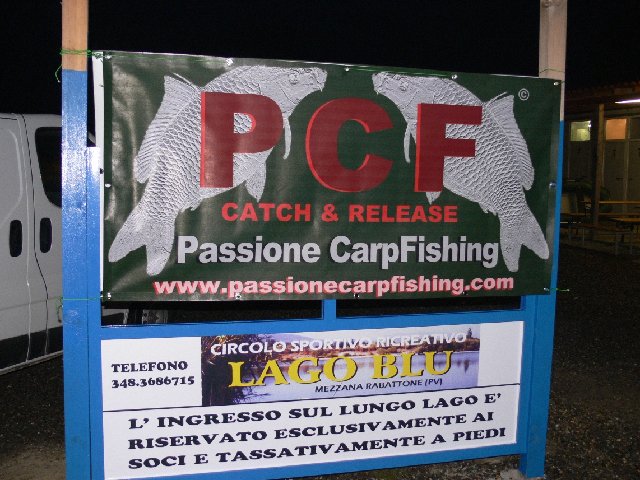 PCF ©
CATCH & RELEASE
Passione CarpFishing
www.passionecarpfishing.com
TELEFONO
348.3686715
CIRCOLO SPORTIVO RICREATIVO
LAGO BLU
MEZZANA RABATTONE (PV)
L' INGRESSO SUL LUNGO LAGO E'
RISERVATO ESCLUSIVAMENTE AI
SOCI E TASSATIVAMENTE A PIEDI